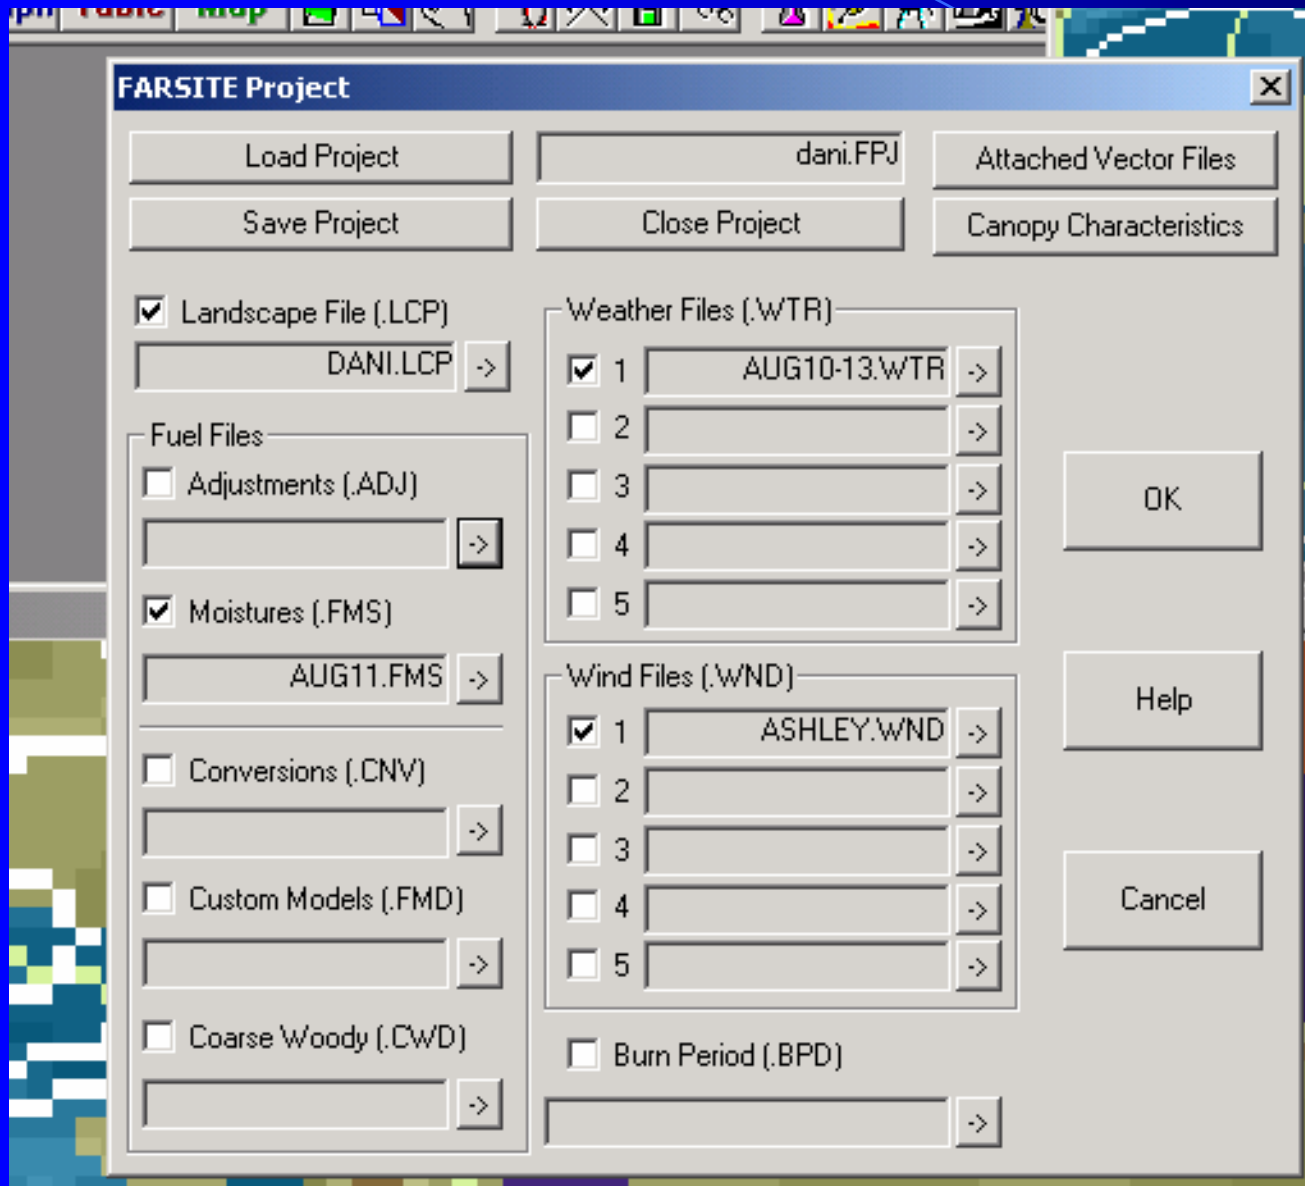 Table Map
FARSITE Project
Load Project
dani.FPJ
Attached Vector Files
Save Project
Close Project
Canopy Characteristics
Landscape File (.LCP)
DANI.LCP ->
Fuel Files
Adjustments (.ADJ)
->
Moistures (.FMS)
AUG11.FMS ->
Conversions (.CNV)
->
Custom Models (.FMD)
->
Coarse Woody (.CWD)
->
Weather Files (.WTR)
1 AUG10-13.WTR ->
2 ->
3 ->
4 ->
5 ->
Wind Files (.WND)
1 ASHLEY.WND ->
2 ->
3 ->
4 ->
5 ->
Burn Period (.BPD)
->
OK
Help
Cancel